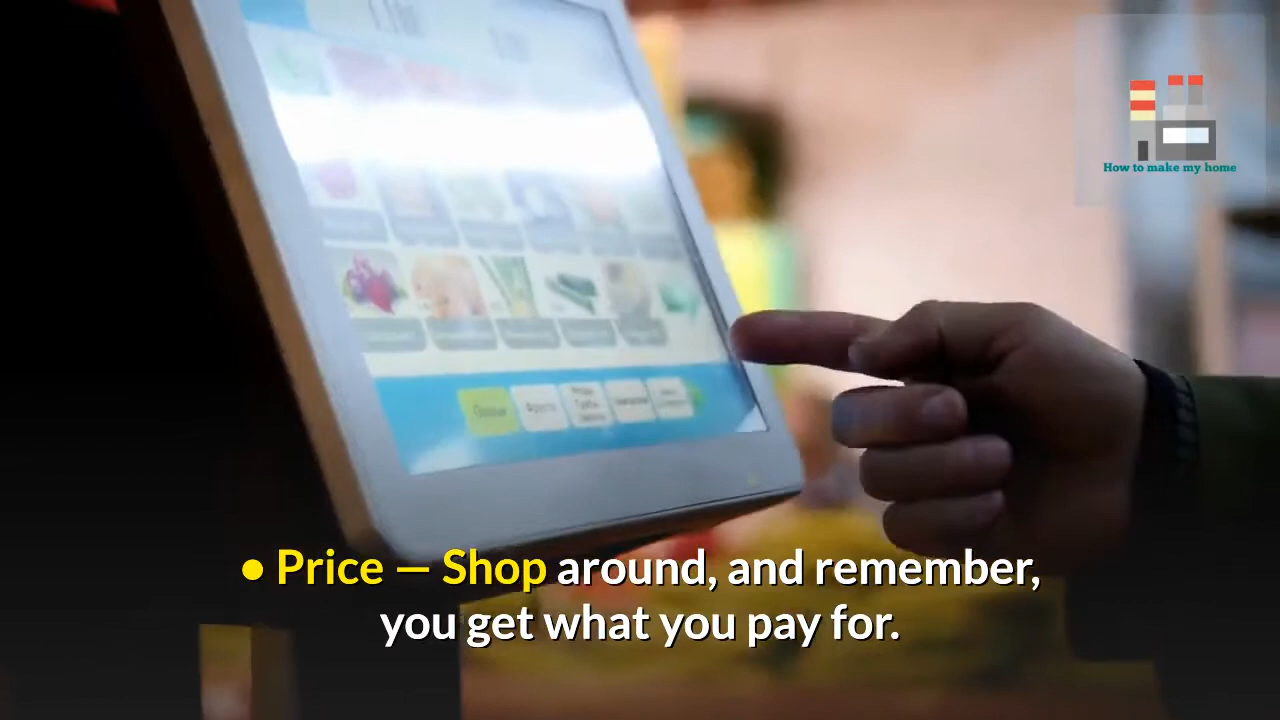 How to make my home
• Price — Shop around, and remember,
you get what you pay for.